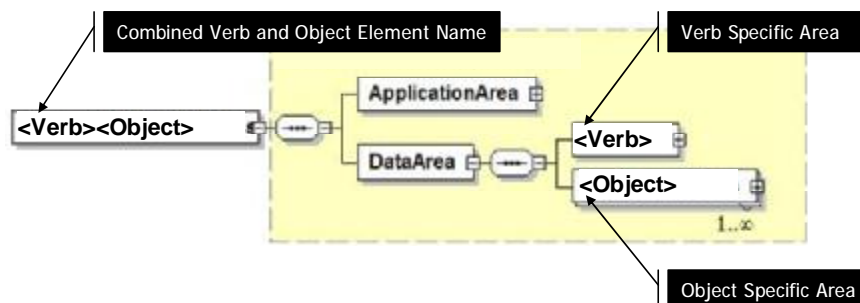 Combined Verb and Object Element Name
Verb Specific Area
ApplicationArea
<Verb><Object>
<Verb>
DataArea
<Object>
1..∞
Object Specific Area